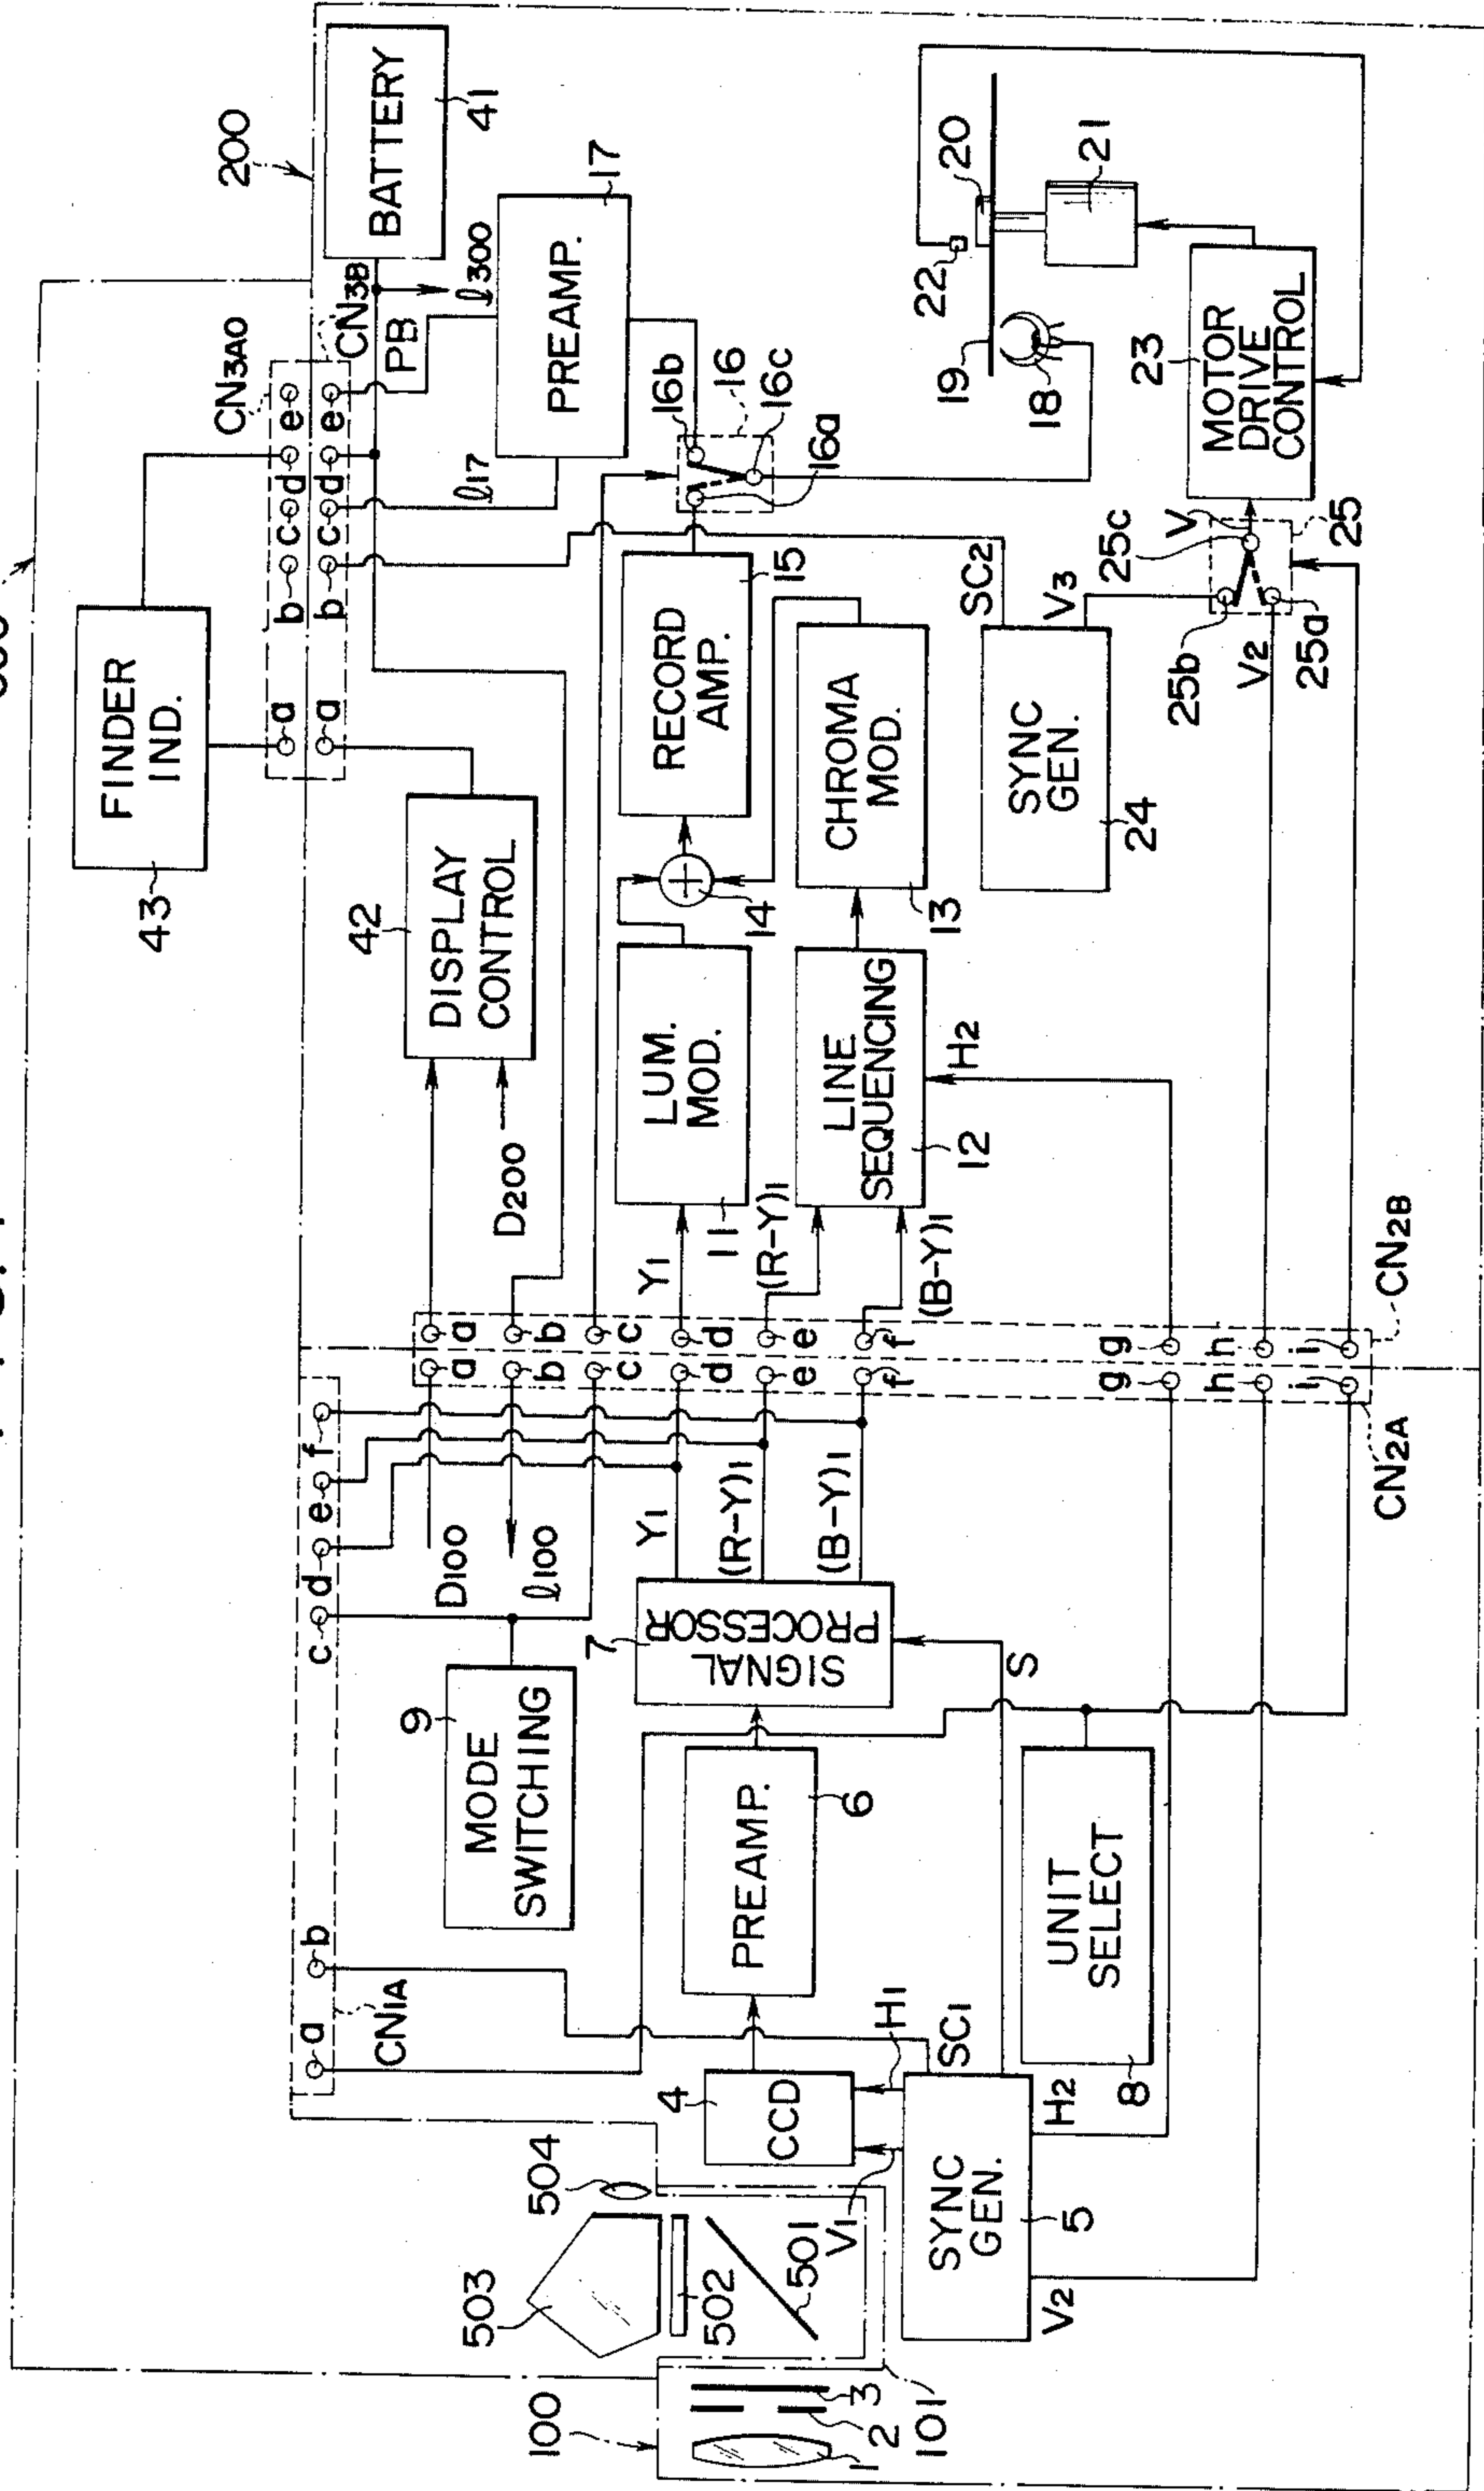 200
CN3A0
CN3B
BATTERY
41
FINDER
IND.
43
a
b
c
d
e
a
b
c
d
e
PB
ℓ300
ℓ17
PREAMP.
17
DISPLAY
CONTROL
42
D200
16b
16
16c
16a
RECORD
AMP.
15
14
LUM.
MOD.
11
CHROMA
MOD.
13
LINE
SEQUENCING
12
H2
Y1
(R-Y)1
(B-Y)1
SYNC
GEN.
24
SC2
V3
V2
25b
25a
25c
25
V
MOTOR
DRIVE
CONTROL
23
18
19
20
21
22
a
b
c
d
e
f
g
h
i
a
b
c
d
e
f
g
h
i
CN2B
CN2A
CN1A
a
b
c
d
e
f
D100
ℓ100
Y1
(R-Y)1
(B-Y)1
MODE
SWITCHING
9
SIGNAL
PROCESSOR
7
PREAMP.
6
CCD
4
H1
V1
SC1
S
SYNC
GEN.
5
H2
V2
UNIT
SELECT
8
503
504
502
501
100
1
2
3
101